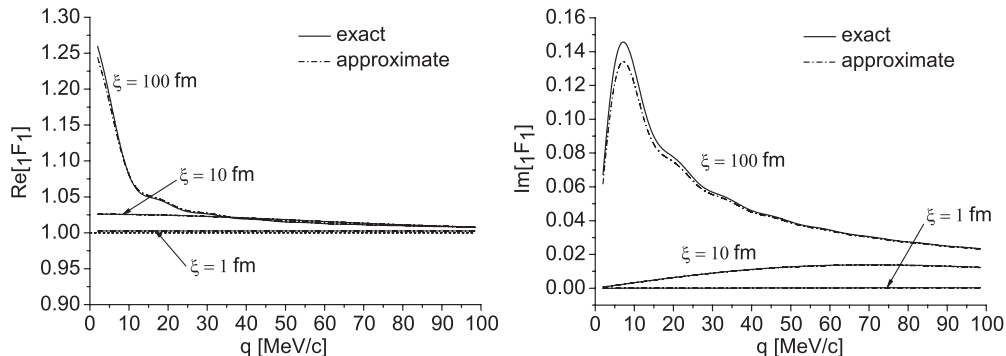 1.30
1.25
1.20
1.15
1.10
1.05
1.00
0.95
0.90
Re[₁F₁]
exact
approximate
ξ = 100 fm
ξ = 10 fm
ξ = 1 fm
0 10 20 30 40 50 60 70 80 90 100
q [MeV/c]
0.16
0.14
0.12
0.10
0.08
0.06
0.04
0.02
0.00
Im[₁F₁]
exact
approximate
ξ = 100 fm
ξ = 1 fm
ξ = 10 fm
0 10 20 30 40 50 60 70 80 90 100
q [MeV/c]